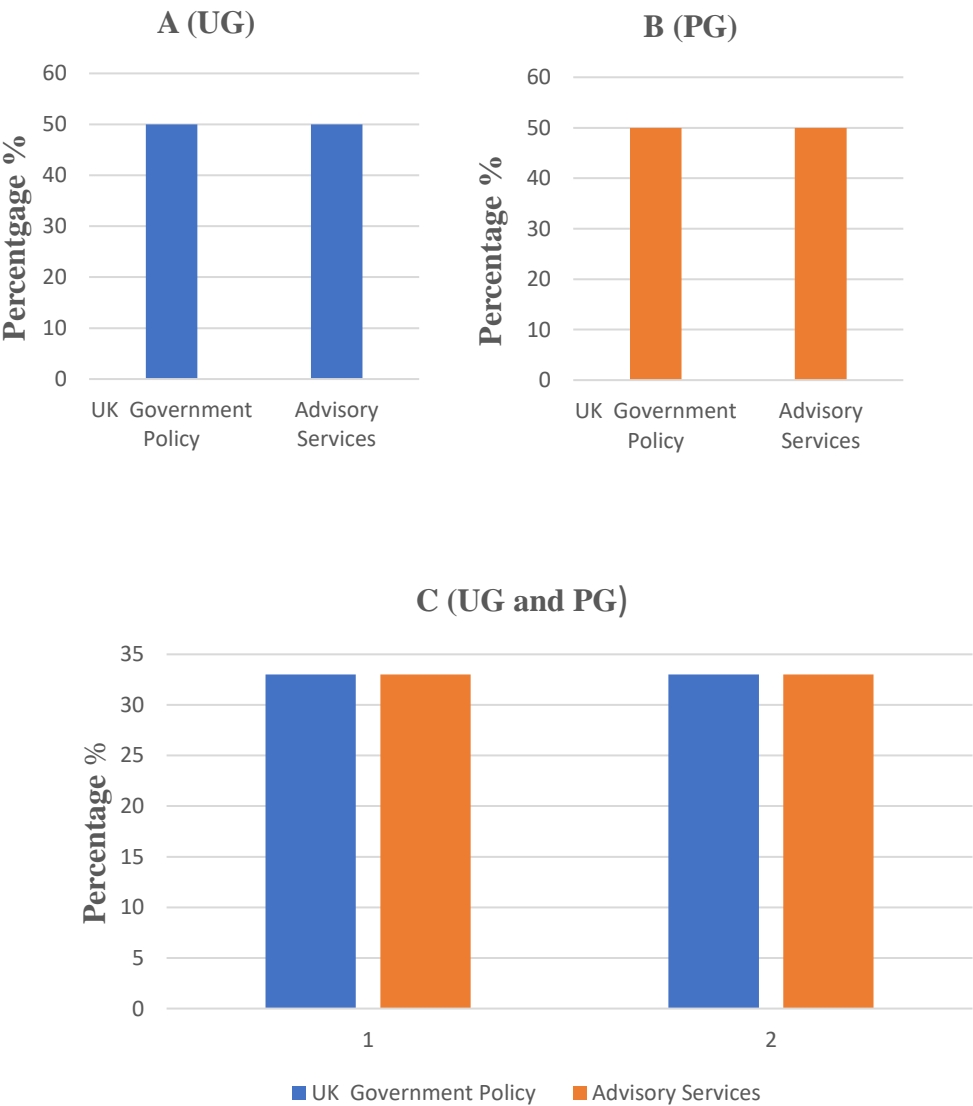 A (UG)
60
50
40
30
20
10
0
Percentgage %
UK Government
Policy
Advisory
Services
B (PG)
60
50
40
30
20
10
0
Percentage %
UK Government
Policy
Advisory
Services
C (UG and PG)
35
30
25
20
15
10
5
0
Percentage %
1
2
UK Government Policy
Advisory Services